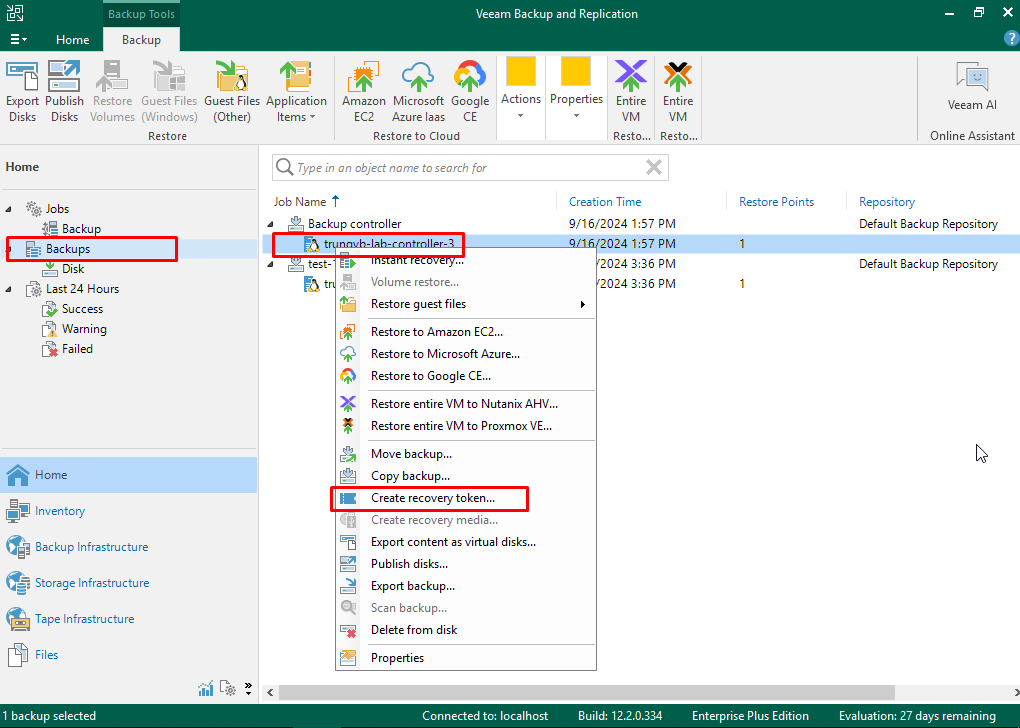 Backup Tools
Veeam Backup and Replication
Home
Backup
Export Disks
Publish Disks
Restore Volumes
Guest Files (Windows)
Guest Files (Other)
Application Items
Restore
Amazon EC2
Microsoft Azure Iaas
Google CE
Restore to Cloud
Actions
Properties
Entire VM
Resto...
Entire VM
Resto...
Veeam AI
Online Assistant
Home
Jobs
Backup
Backups
Disk
Last 24 Hours
Success
Warning
Failed
Home
Inventory
Backup Infrastructure
Storage Infrastructure
Tape Infrastructure
Files
Type in an object name to search for
Job Name
Creation Time
Restore Points
Repository
Backup controller
9/16/2024 1:57 PM
Default Backup Repository
trungvb-lab-controller-3
9/16/2024 1:57 PM
1
test-
2024 3:36 PM
Default Backup Repository
tru
2024 3:36 PM
1
Instant recovery...
Volume restore...
Restore guest files
Restore to Amazon EC2...
Restore to Microsoft Azure...
Restore to Google CE...
Restore entire VM to Nutanix AHV...
Restore entire VM to Proxmox VE...
Move backup...
Copy backup...
Create recovery token...
Create recovery media...
Export content as virtual disks...
Publish disks...
Export backup...
Scan backup...
Delete from disk
Properties
1 backup selected
Connected to: localhost
Build: 12.2.0.334
Enterprise Plus Edition
Evaluation: 27 days remaining